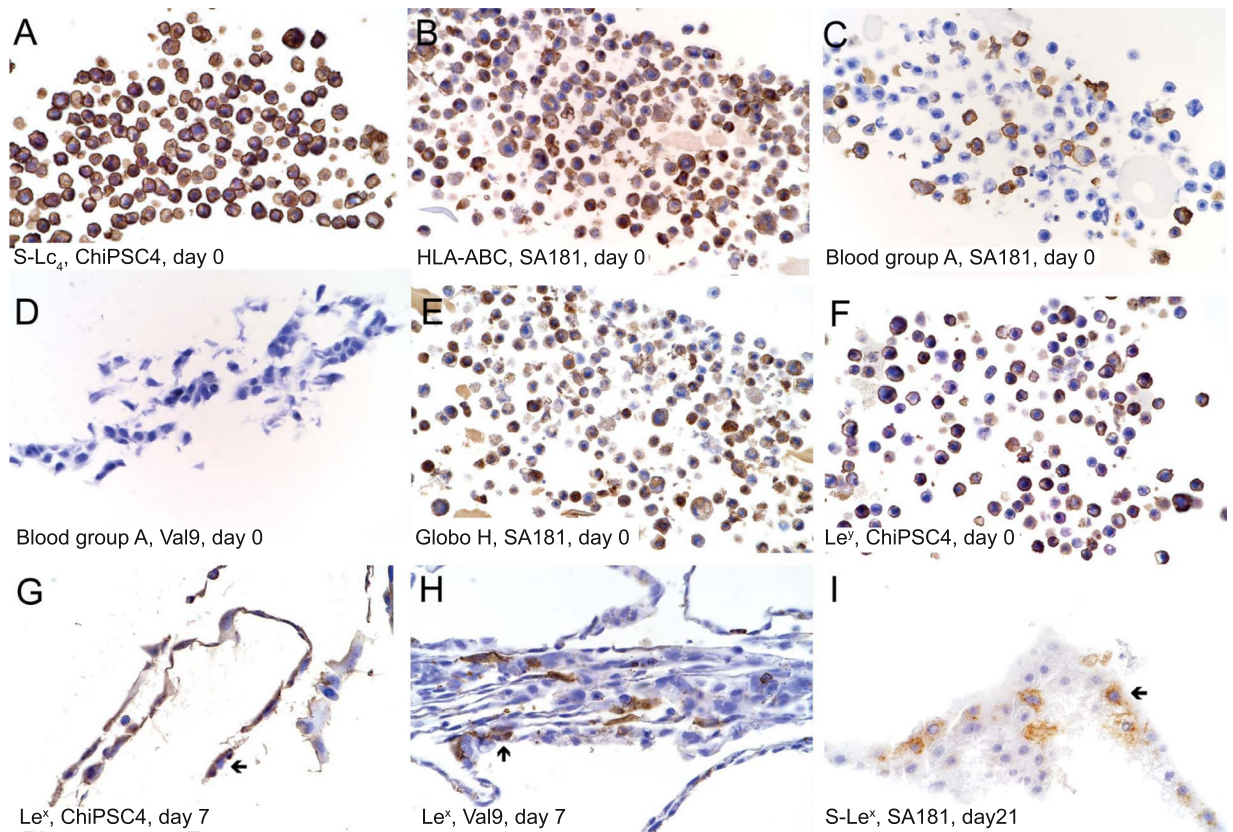 A
B
C
S-Lc₄, ChiPSC4, day 0
HLA-ABC, SA181, day 0
Blood group A, SA181, day 0
D
E
F
Blood group A, Val9, day 0
Globo H, SA181, day 0
Leʸ, ChiPSC4, day 0
G
H
I
Leˣ, ChiPSC4, day 7
Leˣ, Val9, day 7
S-Leˣ, SA181, day21